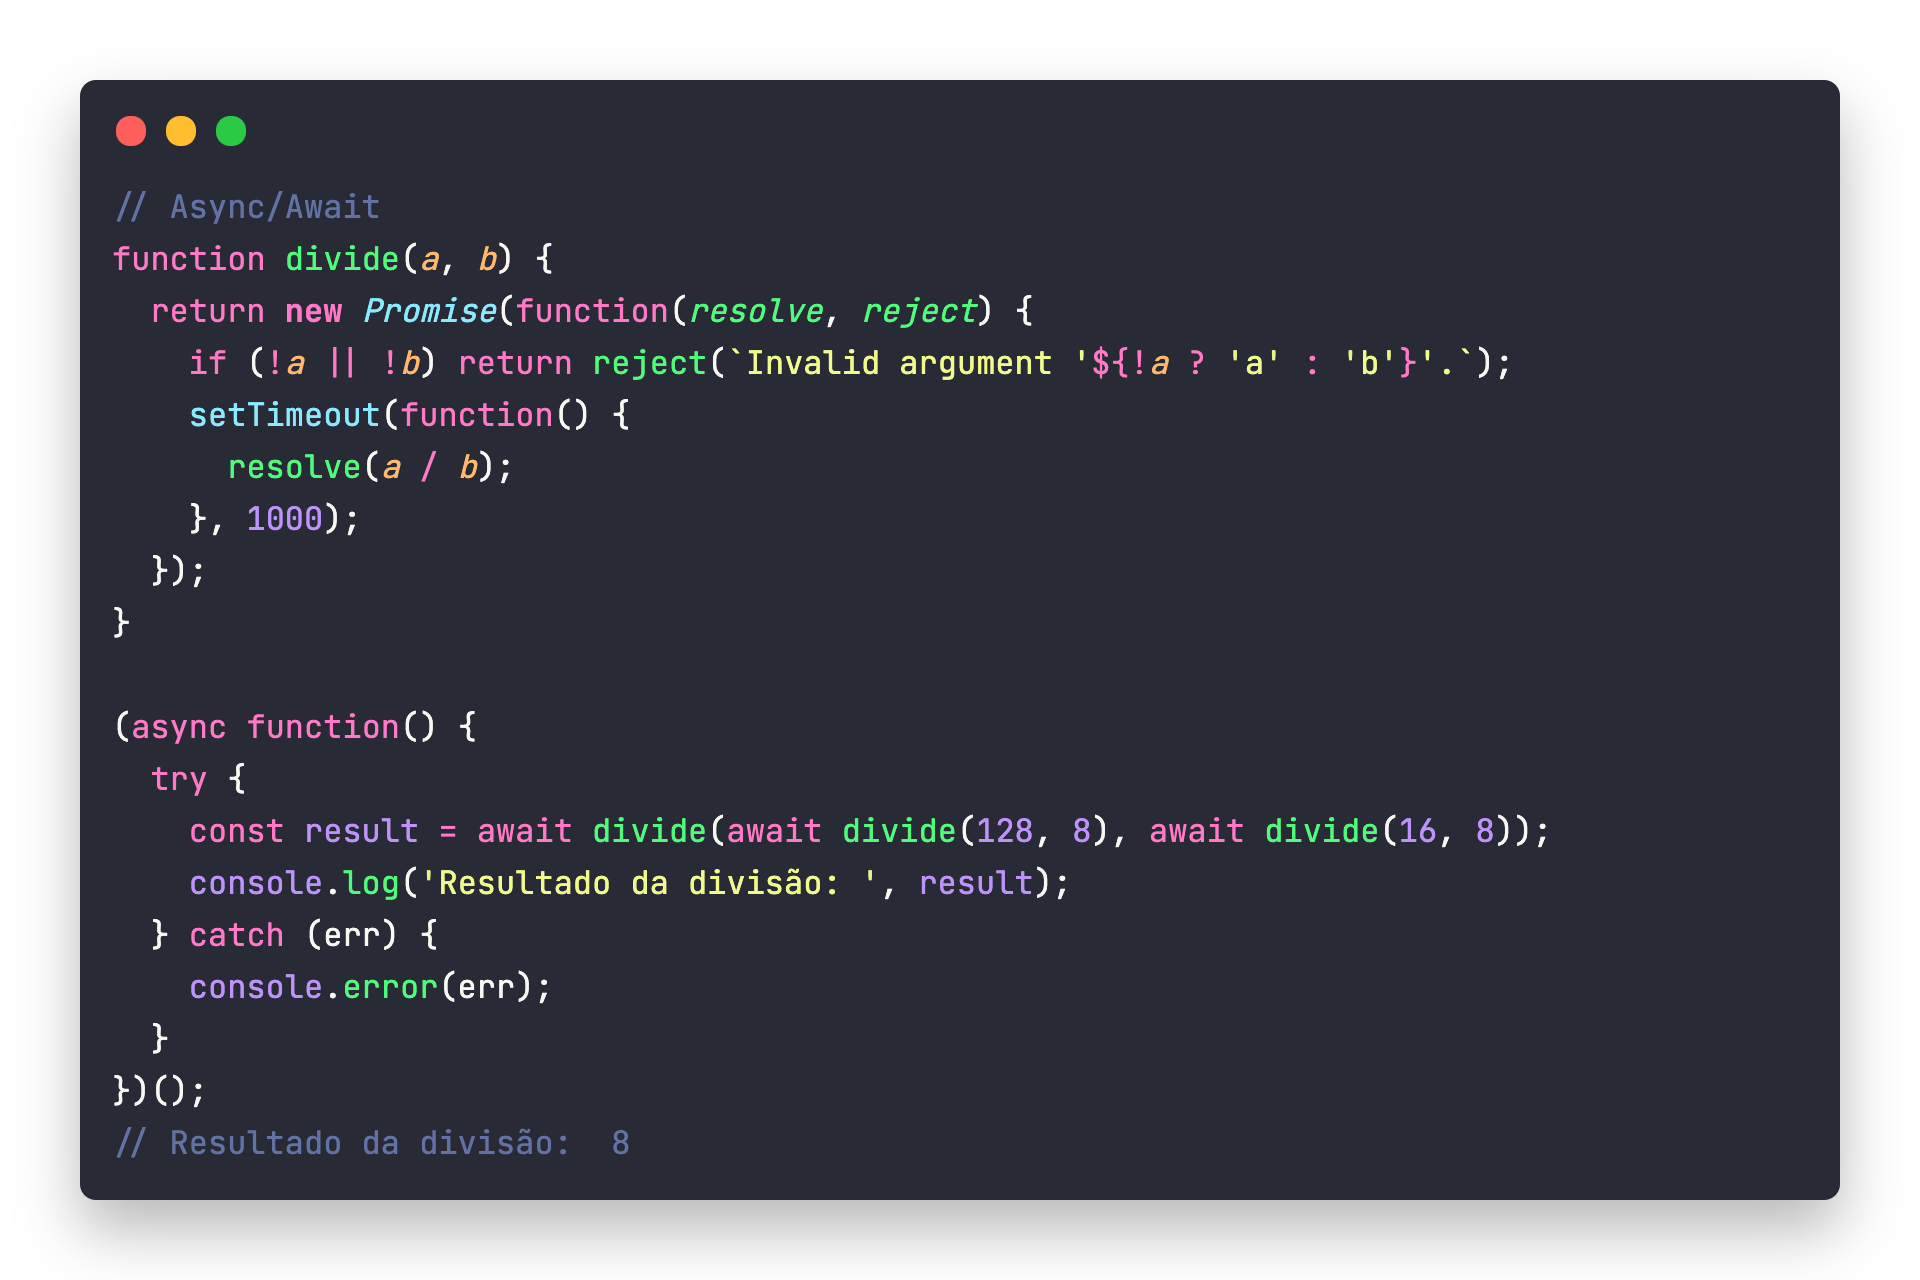 // Async/Await
function divide(a, b) {
  return new Promise(function(resolve, reject) {
    if (!a || !b) return reject(`Invalid argument '${!a ? 'a' : 'b'}'.`);
    setTimeout(function() {
      resolve(a / b);
    }, 1000);
  });
}

(async function() {
  try {
    const result = await divide(await divide(128, 8), await divide(16, 8));
    console.log('Resultado da divisão: ', result);
  } catch (err) {
    console.error(err);
  }
})();
// Resultado da divisão:  8